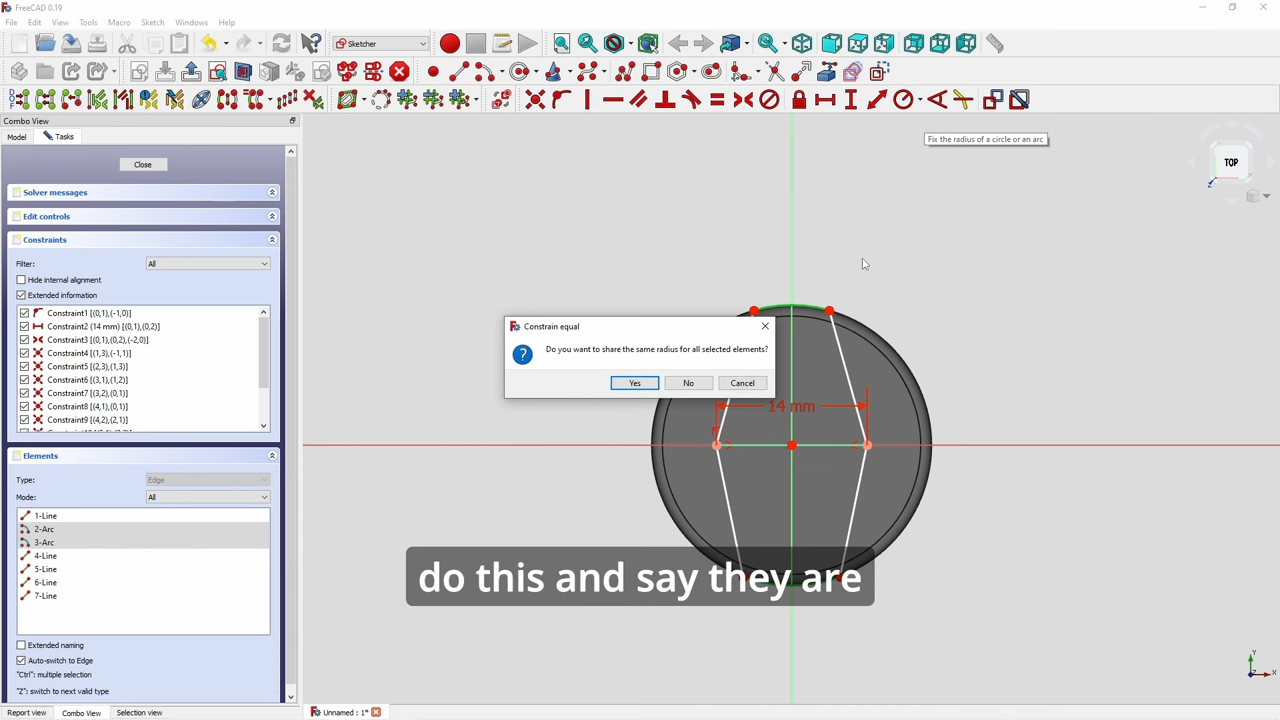 FreeCAD 0.19
File Edit View Tools Macro Sketch Windows Help
Sketcher
Combo View
Model Tasks
Fix the radius of a circle or an arc
Close
TOP
Solver messages
Edit controls
Constraints
Filter: All
Hide internal alignment
Extended information
Constraint1 [(0,1),(-1,0)]
Constraint2 (14 mm) [(0,1),(0,2)]
Constraint3 [(0,1),(0,2),(-2,0)]
Constraint4 [(1,3),(-1,1)]
Constraint5 [(2,3),(1,3)]
Constraint6 [(3,1),(1,2)]
Constraint7 [(3,2),(0,1)]
Constraint8 [(4,1),(0,1)]
Constraint9 [(4,2),(2,1)]
Constrain equal
Do you want to share the same radius for all selected elements?
Yes No Cancel
14 mm
Elements
Type: Edge
Mode: All
1-Line
2-Arc
3-Arc
4-Line
5-Line
6-Line
7-Line
do this and say they are
Extended naming
Auto-switch to Edge
"Ctrl": multiple selection
"Z": switch to next valid type
Y
X
Report view Combo View Selection view
Unnamed : 1*